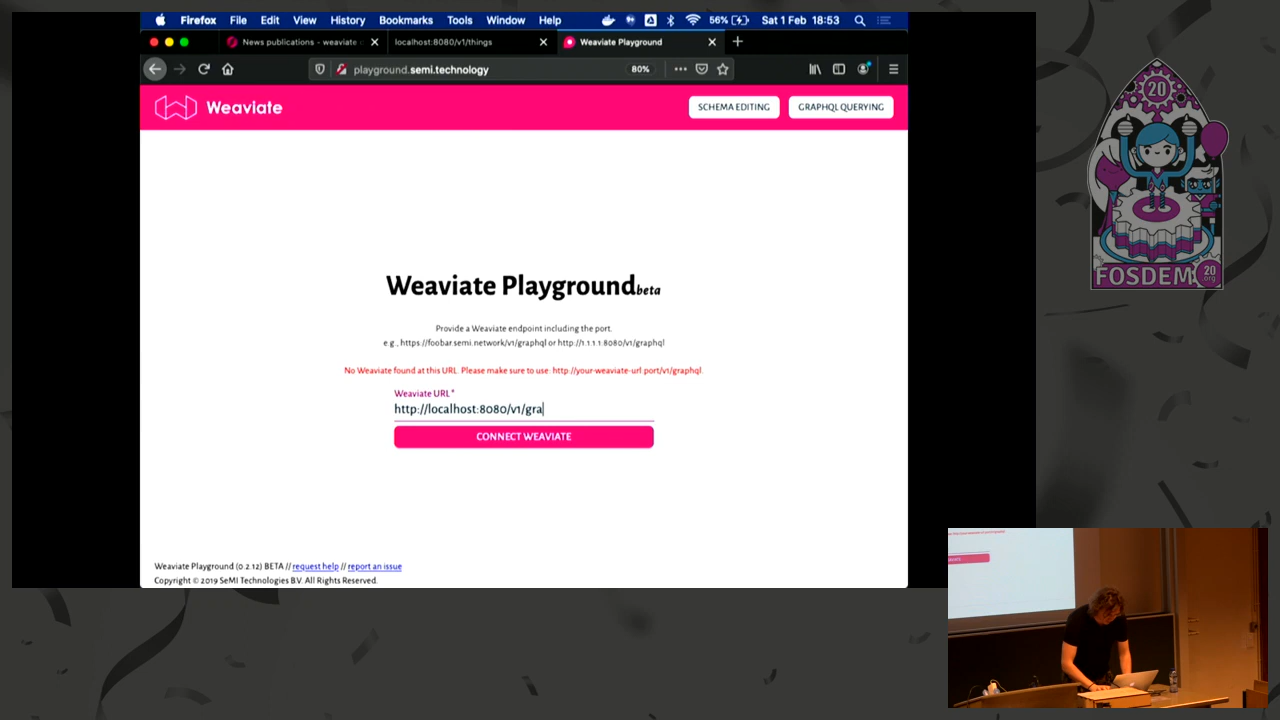 Firefox File Edit View History Bookmarks Tools Window Help 56% Sat 1 Feb 18:53
News publications - weaviate
localhost:8080/v1/things
Weaviate Playground
playground.semi.technology 80%
Weaviate
SCHEMA EDITING
GRAPHQL QUERYING
Weaviate Playground beta
Provide a Weaviate endpoint including the port.
e.g., https://foobar.semi.network/v1/graphql or http://1.1.1.1:8080/v1/graphql
No Weaviate found at this URL. Please make sure to use: http://your-weaviate-url:port/v1/graphql.
Weaviate URL *
http://localhost:8080/v1/gra
CONNECT WEAVIATE
Weaviate Playground (0.2.12) BETA // request help // report an issue
Copyright © 2019 SeMI Technologies B.V. All Rights Reserved.
20
FOSDEM
20
.org